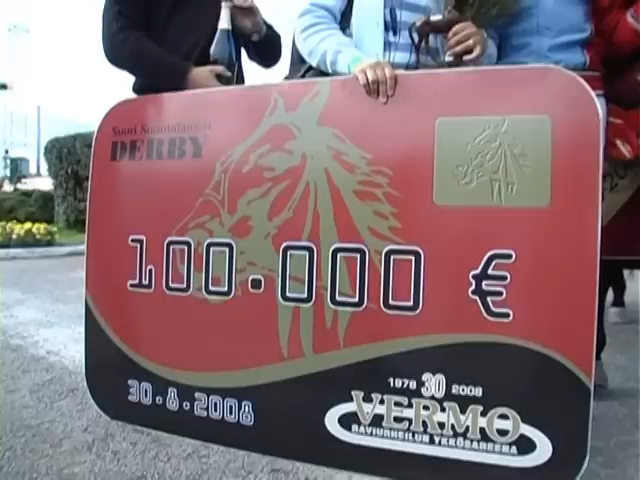 Suuri Suomalainen
DERBY
100.000 €
30.8.2008
1978 30 2008
VERMO
RAVIURHEILUN YKKÖSAREENA